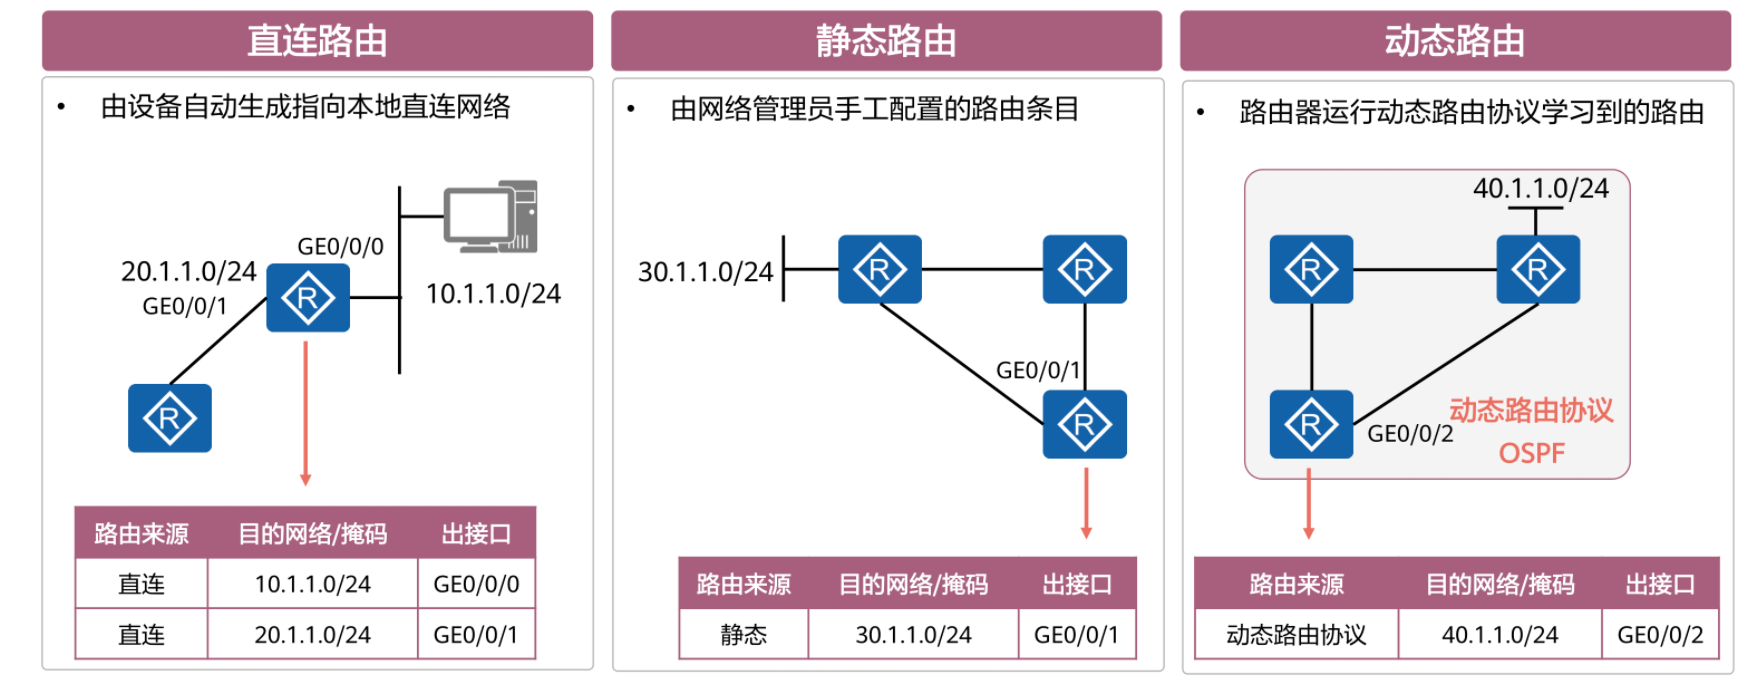 直连路由
• 由设备自动生成指向本地直连网络
GE0/0/0
20.1.1.0/24
GE0/0/1
10.1.1.0/24
R
R
路由来源 目的网络/掩码 出接口
直连 10.1.1.0/24 GE0/0/0
直连 20.1.1.0/24 GE0/0/1
静态路由
• 由网络管理员手工配置的路由条目
30.1.1.0/24
R
R
GE0/0/1
R
路由来源 目的网络/掩码 出接口
静态 30.1.1.0/24 GE0/0/1
动态路由
• 路由器运行动态路由协议学习到的路由
40.1.1.0/24
R
R
R
GE0/0/2
动态路由协议
OSPF
路由来源 目的网络/掩码 出接口
动态路由协议 40.1.1.0/24 GE0/0/2